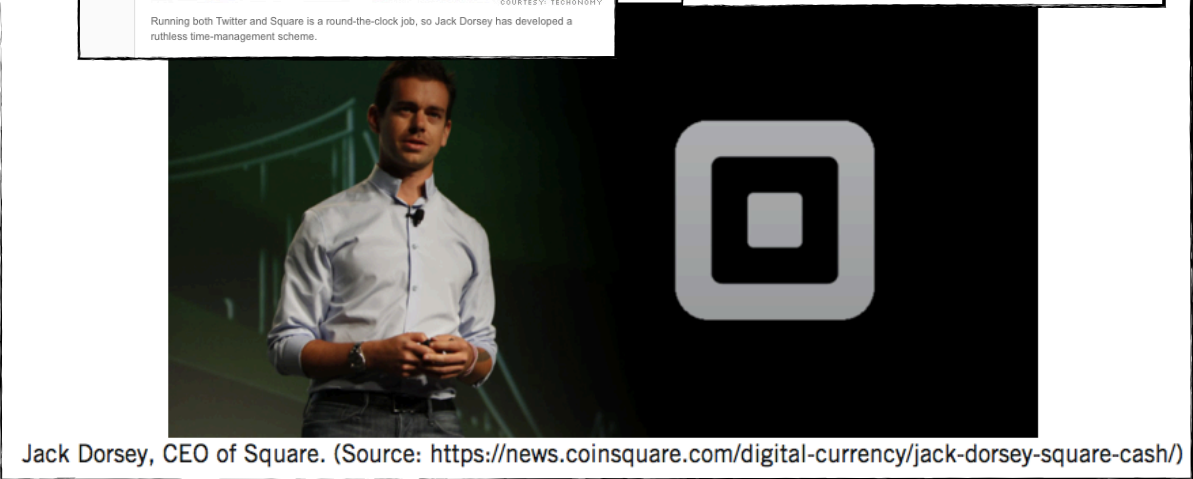 COURTESY: TECHONOMY
Running both Twitter and Square is a round-the-clock job, so Jack Dorsey has developed a
ruthless time-management scheme.
Jack Dorsey, CEO of Square. (Source: https://news.coinsquare.com/digital-currency/jack-dorsey-square-cash/)